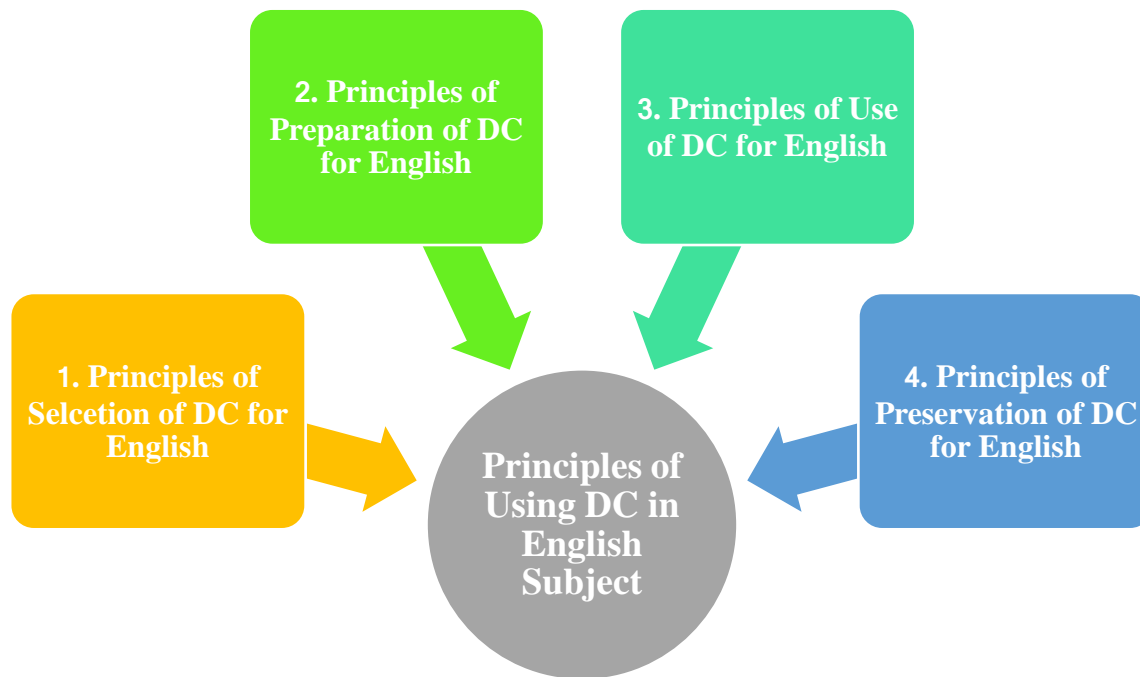 1. Principles of
Selcetion of DC for
English
2. Principles of
Preparation of DC
for English
3. Principles of Use
of DC for English
4. Principles of
Preservation of DC
for English
Principles of
Using DC in
English
Subject